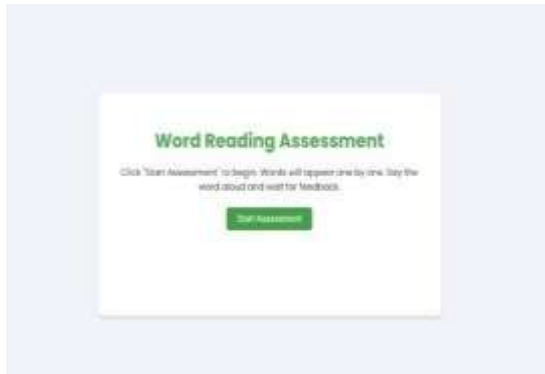 Word Reading Assessment
Click "Start Assessment" to begin. Words will appear one by one. Say the
word aloud and wait for feedback.
Start Assessment